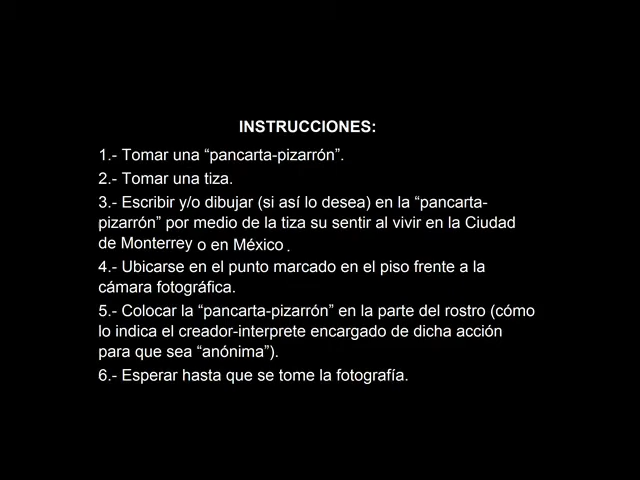 INSTRUCCIONES:
1.- Tomar una “pancarta-pizarrón”.
2.- Tomar una tiza.
3.- Escribir y/o dibujar (si así lo desea) en la “pancarta-
pizarrón” por medio de la tiza su sentir al vivir en la Ciudad
de Monterrey o en México .
4.- Ubicarse en el punto marcado en el piso frente a la
cámara fotográfica.
5.- Colocar la “pancarta-pizarrón” en la parte del rostro (cómo
lo indica el creador-interprete encargado de dicha acción
para que sea “anónima”).
6.- Esperar hasta que se tome la fotografía.